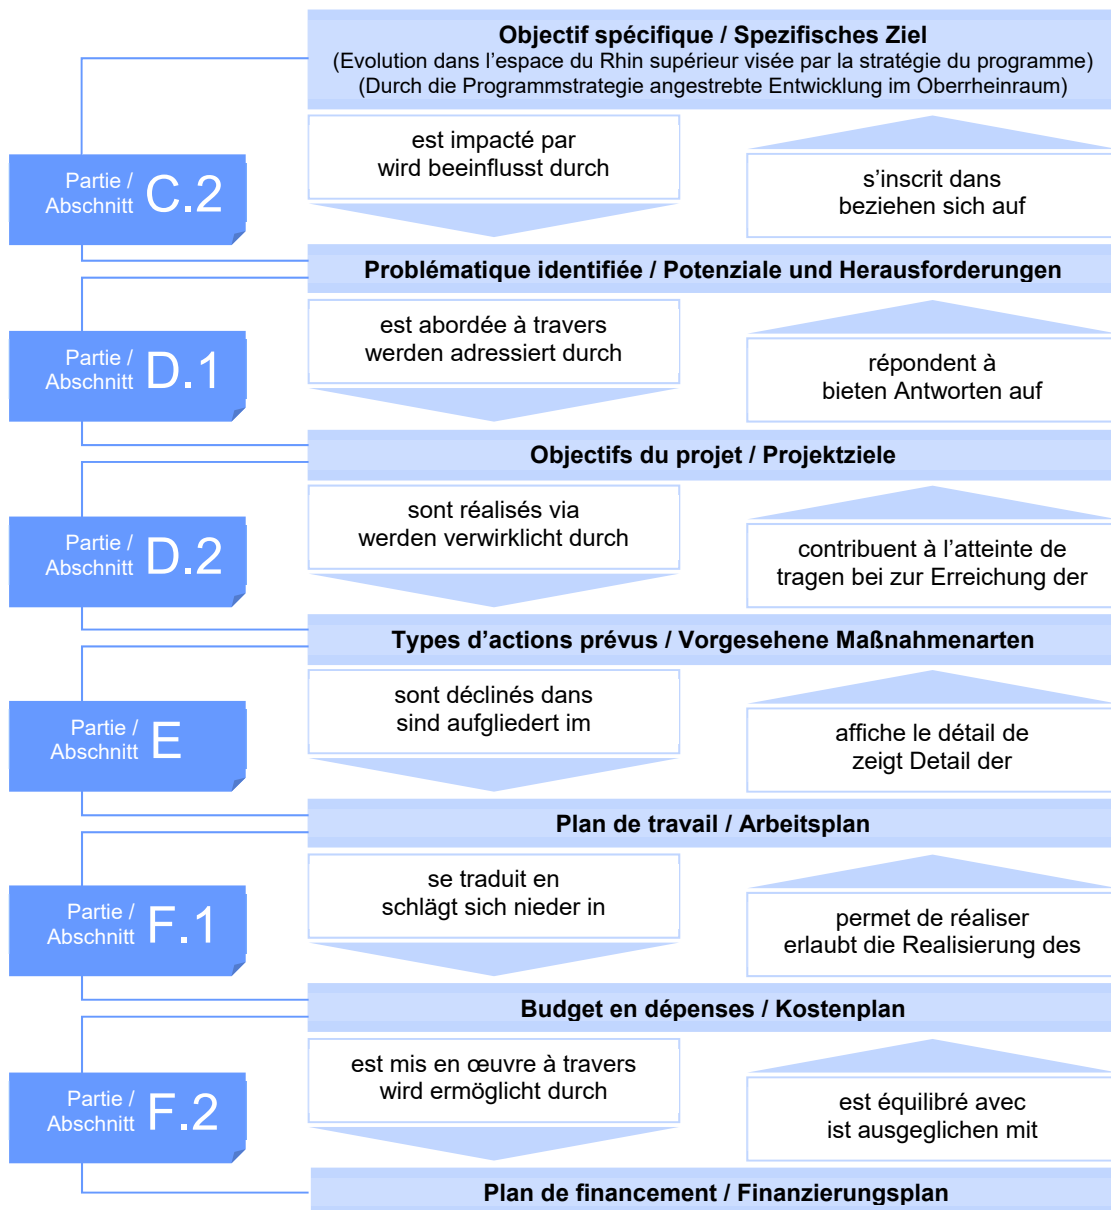 Objectif spécifique / Spezifisches Ziel
(Evolution dans l’espace du Rhin supérieur visée par la stratégie du programme)
(Durch die Programmstrategie angestrebte Entwicklung im Oberrheinraum)
est impacté par
wird beeinflusst durch
s’inscrit dans
beziehen sich auf
Partie /
Abschnitt C.2
Problématique identifiée / Potenziale und Herausforderungen
est abordée à travers
werden adressiert durch
répondent à
bieten Antworten auf
Partie /
Abschnitt D.1
Objectifs du projet / Projektziele
sont réalisés via
werden verwirklicht durch
contribuent à l’atteinte de
tragen bei zur Erreichung der
Partie /
Abschnitt D.2
Types d’actions prévus / Vorgesehene Maßnahmenarten
sont déclinés dans
sind aufgliedert im
affiche le détail de
zeigt Detail der
Partie /
Abschnitt E
Plan de travail / Arbeitsplan
se traduit en
schlägt sich nieder in
permet de réaliser
erlaubt die Realisierung des
Partie /
Abschnitt F.1
Budget en dépenses / Kostenplan
est mis en œuvre à travers
wird ermöglicht durch
est équilibré avec
ist ausgeglichen mit
Partie /
Abschnitt F.2
Plan de financement / Finanzierungsplan